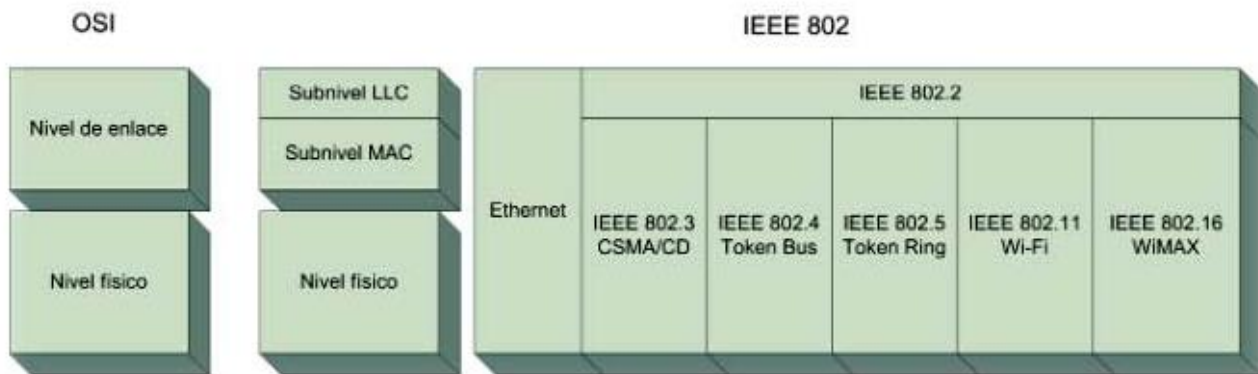 OSI
IEEE 802
Nivel de enlace
Nivel físico
Subnivel LLC
Subnivel MAC
Nivel físico
Ethernet
IEEE 802.2
IEEE 802.3
CSMA/CD
IEEE 802.4
Token Bus
IEEE 802.5
Token Ring
IEEE 802.11
Wi-Fi
IEEE 802.16
WiMAX